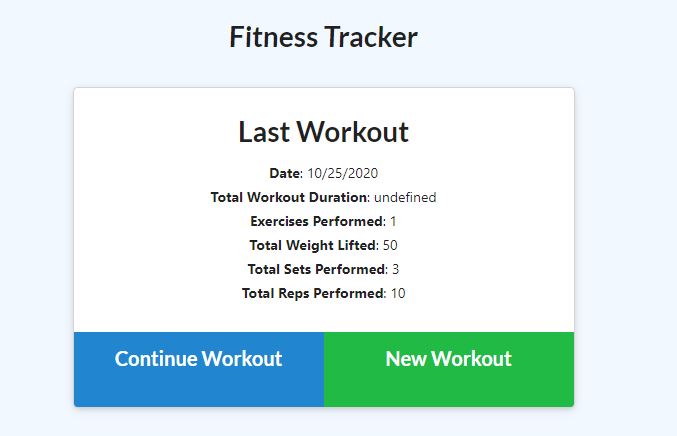 Fitness Tracker
Last Workout
Date: 10/25/2020
Total Workout Duration: undefined
Exercises Performed: 1
Total Weight Lifted: 50
Total Sets Performed: 3
Total Reps Performed: 10
Continue Workout New Workout